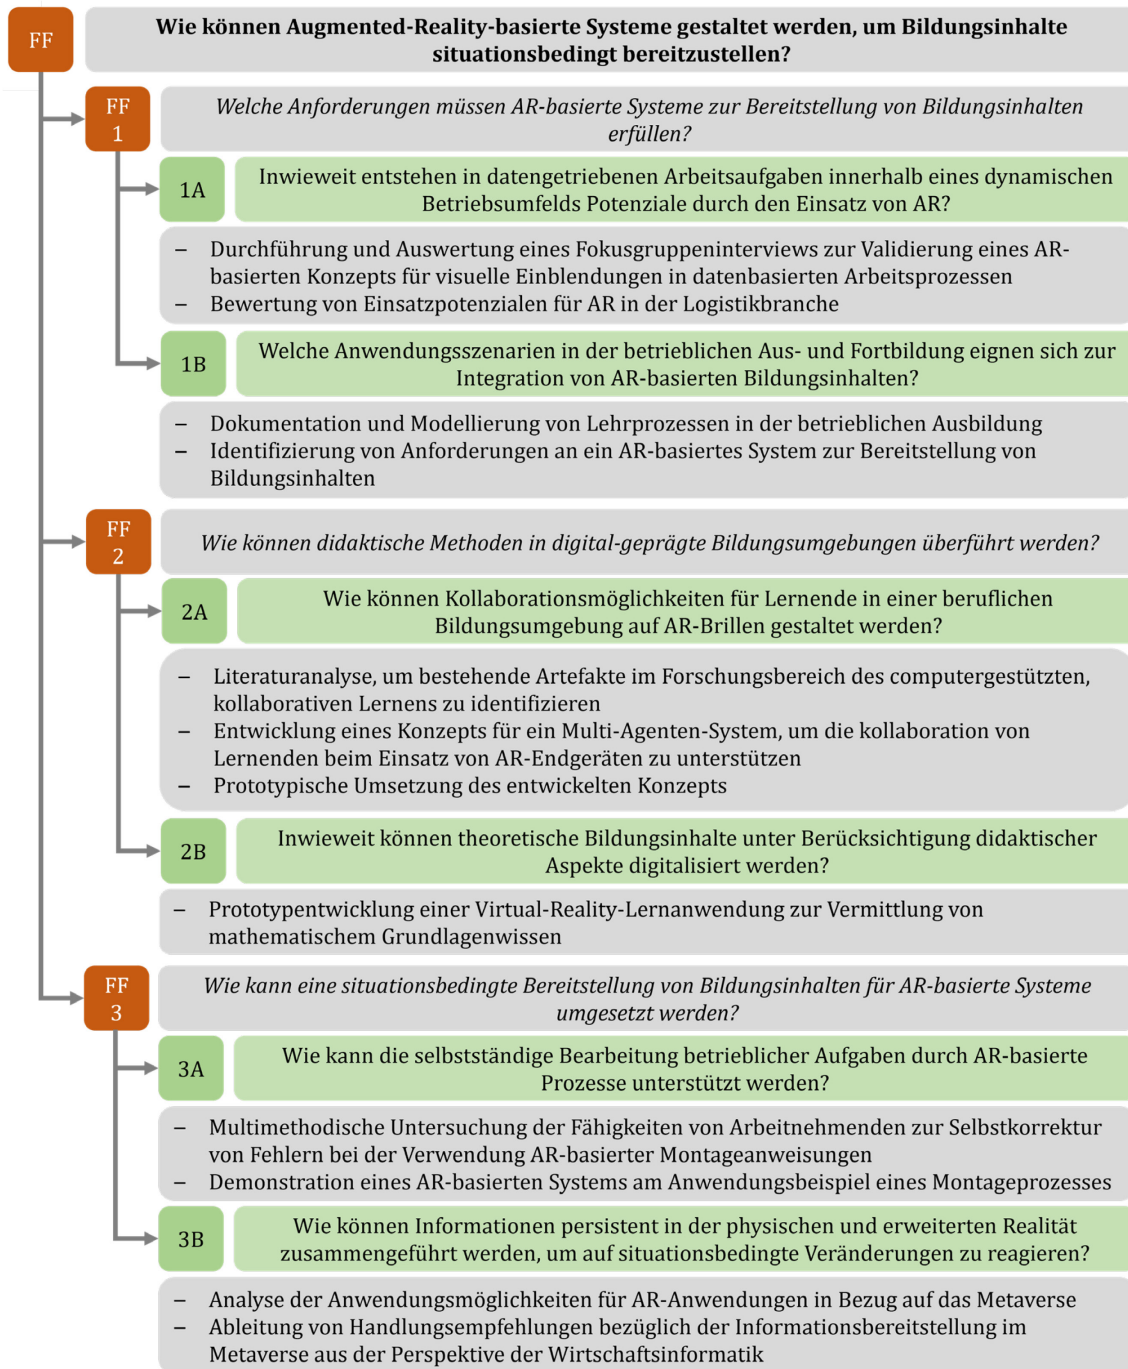 FF
Wie können Augmented-Reality-basierte Systeme gestaltet werden, um Bildungsinhalte
situationsbedingt bereitzustellen?
FF
1
Welche Anforderungen müssen AR-basierte Systeme zur Bereitstellung von Bildungsinhalten
erfüllen?
1A
Inwieweit entstehen in datengetriebenen Arbeitsaufgaben innerhalb eines dynamischen
Betriebsumfelds Potenziale durch den Einsatz von AR?
– Durchführung und Auswertung eines Fokusgruppeninterviews zur Validierung eines AR-
basierten Konzepts für visuelle Einblendungen in datenbasierten Arbeitsprozessen
– Bewertung von Einsatzpotenzialen für AR in der Logistikbranche
1B
Welche Anwendungsszenarien in der betrieblichen Aus- und Fortbildung eignen sich zur
Integration von AR-basierten Bildungsinhalten?
– Dokumentation und Modellierung von Lehrprozessen in der betrieblichen Ausbildung
– Identifizierung von Anforderungen an ein AR-basiertes System zur Bereitstellung von
Bildungsinhalten
FF
2
Wie können didaktische Methoden in digital-geprägte Bildungsumgebungen überführt werden?
2A
Wie können Kollaborationsmöglichkeiten für Lernende in einer beruflichen
Bildungsumgebung auf AR-Brillen gestaltet werden?
– Literaturanalyse, um bestehende Artefakte im Forschungsbereich des computergestützten,
kollaborativen Lernens zu identifizieren
– Entwicklung eines Konzepts für ein Multi-Agenten-System, um die kollaboration von
Lernenden beim Einsatz von AR-Endgeräten zu unterstützen
– Prototypische Umsetzung des entwickelten Konzepts
2B
Inwieweit können theoretische Bildungsinhalte unter Berücksichtigung didaktischer
Aspekte digitalisiert werden?
– Prototypentwicklung einer Virtual-Reality-Lernanwendung zur Vermittlung von
mathematischem Grundlagenwissen
FF
3
Wie kann eine situationsbedingte Bereitstellung von Bildungsinhalten für AR-basierte Systeme
umgesetzt werden?
3A
Wie kann die selbstständige Bearbeitung betrieblicher Aufgaben durch AR-basierte
Prozesse unterstützt werden?
– Multimethodische Untersuchung der Fähigkeiten von Arbeitnehmenden zur Selbstkorrektur
von Fehlern bei der Verwendung AR-basierter Montageanweisungen
– Demonstration eines AR-basierten Systems am Anwendungsbeispiel eines Montageprozesses
3B
Wie können Informationen persistent in der physischen und erweiterten Realität
zusammengeführt werden, um auf situationsbedingte Veränderungen zu reagieren?
– Analyse der Anwendungsmöglichkeiten für AR-Anwendungen in Bezug auf das Metaverse
– Ableitung von Handlungsempfehlungen bezüglich der Informationsbereitstellung im
Metaverse aus der Perspektive der Wirtschaftsinformatik